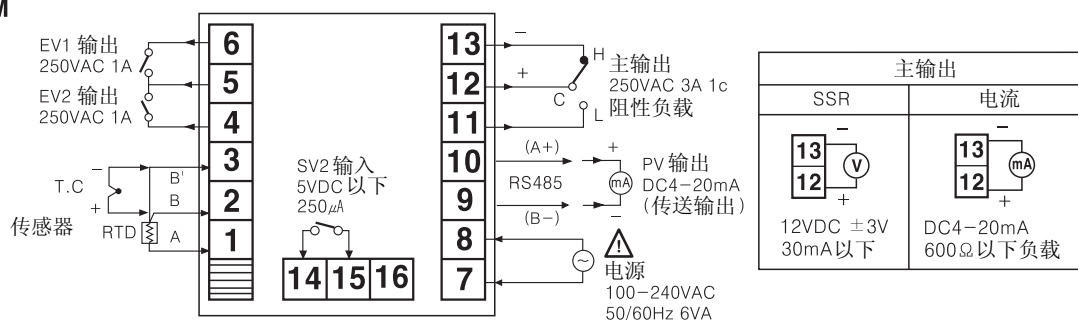 M
EV1 输出
250VAC 1A
EV2 输出
250VAC 1A
6
5
4
3
2
1
T.C
−
+
B'
B
A
RTD
传感器
SV2 输入
5VDC 以下
250μA
14 15 16
13
12
11
10
9
8
7
−
+
H
C
L
主输出
250VAC 3A 1c
阻性负载
(A+)
RS485
(B−)
+
mA
−
PV 输出
DC4−20mA
(传送输出)
电源
100−240VAC
50/60Hz 6VA
主输出
SSR
电流
13
12
−
V
+
12VDC ±3V
30mA以下
13
12
−
mA
+
DC4−20mA
600Ω以下负载